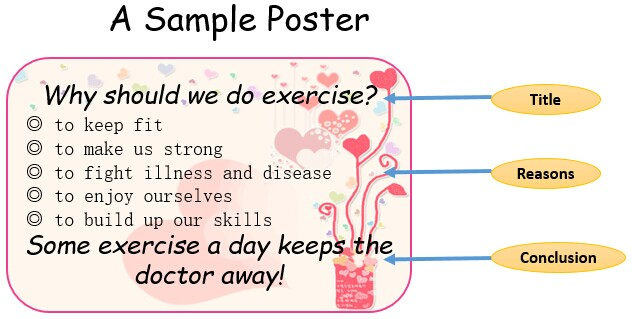 A Sample Poster
Why should we do exercise?
◎ to keep fit
◎ to make us strong
◎ to fight illness and disease
◎ to enjoy ourselves
◎ to build up our skills
Some exercise a day keeps the
doctor away!
Title
Reasons
Conclusion